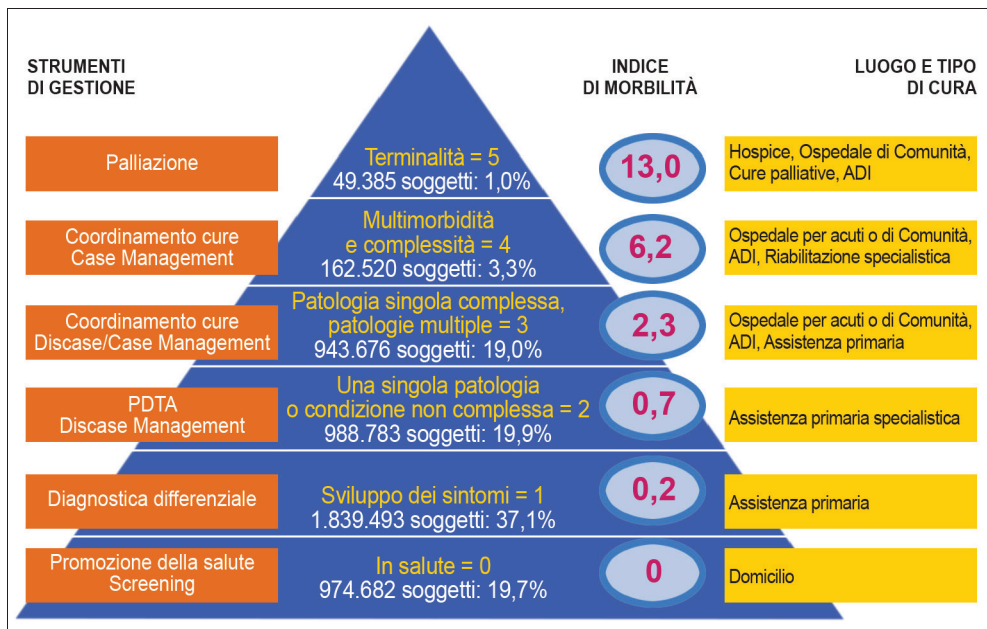 STRUMENTI
DI GESTIONE
INDICE
DI MORBILITÀ
LUOGO E TIPO
DI CURA
Palliazione
Terminalità = 5
49.385 soggetti: 1,0%
13,0
Hospice, Ospedale di Comunità,
Cure palliative, ADI
Coordinamento cure
Case Management
Multimorbidità
e complessità = 4
162.520 soggetti: 3,3%
6,2
Ospedale per acuti o di Comunità,
ADI, Riabilitazione specialistica
Coordinamento cure
Disease/Case Management
Patologia singola complessa,
patologie multiple = 3
943.676 soggetti: 19,0%
2,3
Ospedale per acuti o di Comunità,
ADI, Assistenza primaria
PDTA
Discase Management
Una singola patologia
o condizione non complessa = 2
988.783 soggetti: 19,9%
0,7
Assistenza primaria specialistica
Diagnostica differenziale
Sviluppo dei sintomi = 1
1.839.493 soggetti: 37,1%
0,2
Assistenza primaria
Promozione della salute
Screening
In salute = 0
974.682 soggetti: 19,7%
0
Domicilio